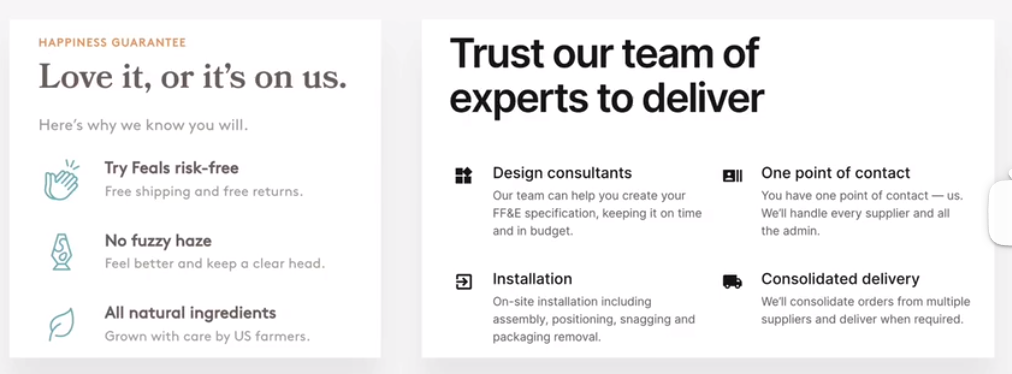 HAPPINESS GUARANTEE
Love it, or it's on us.
Here's why we know you will.
Try Feals risk-free
Free shipping and free returns.
No fuzzy haze
Feel better and keep a clear head.
All natural ingredients
Grown with care by US farmers.
Trust our team of
experts to deliver
Design consultants
Our team can help you create your
FF&E specification, keeping it on time
and in budget.
One point of contact
You have one point of contact — us.
We'll handle every supplier and all
the admin.
Installation
On-site installation including
assembly, positioning, snagging and
packaging removal.
Consolidated delivery
We'll consolidate orders from multiple
suppliers and deliver when required.